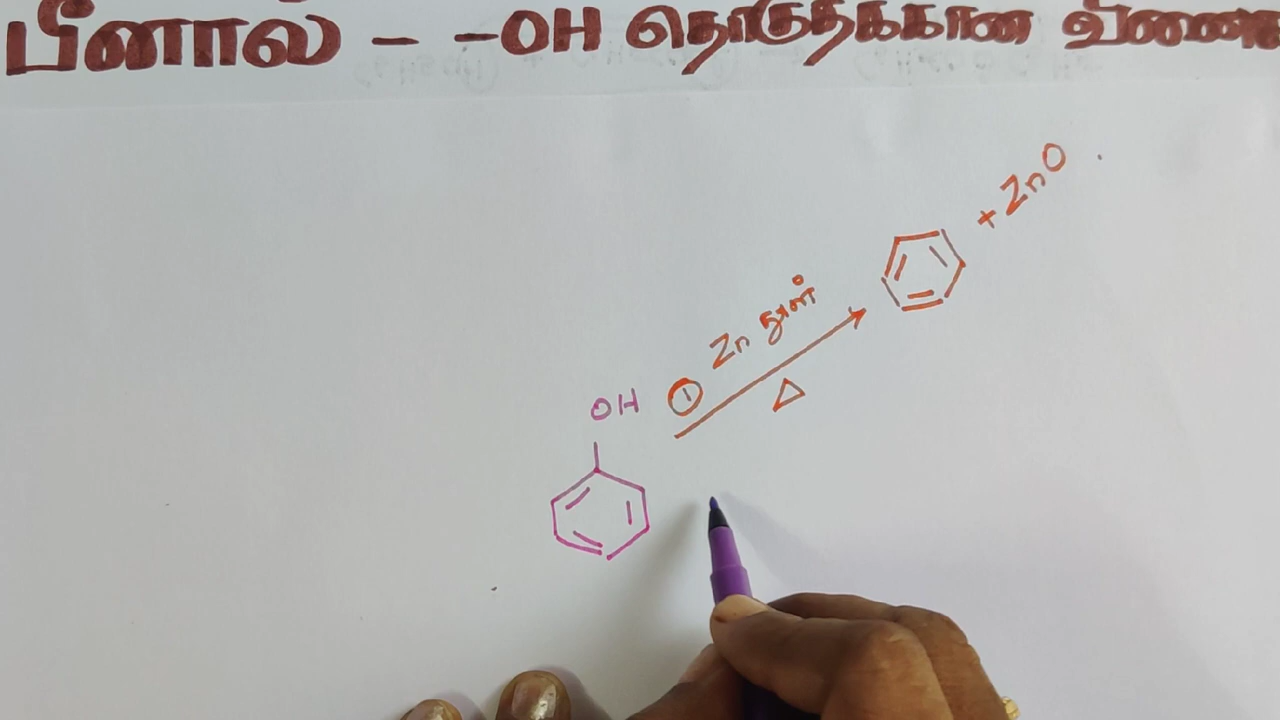 பீனால் - -OH தொகுதிக்கான வினை
+ ZnO
Zn தூள்
①
Δ
OH